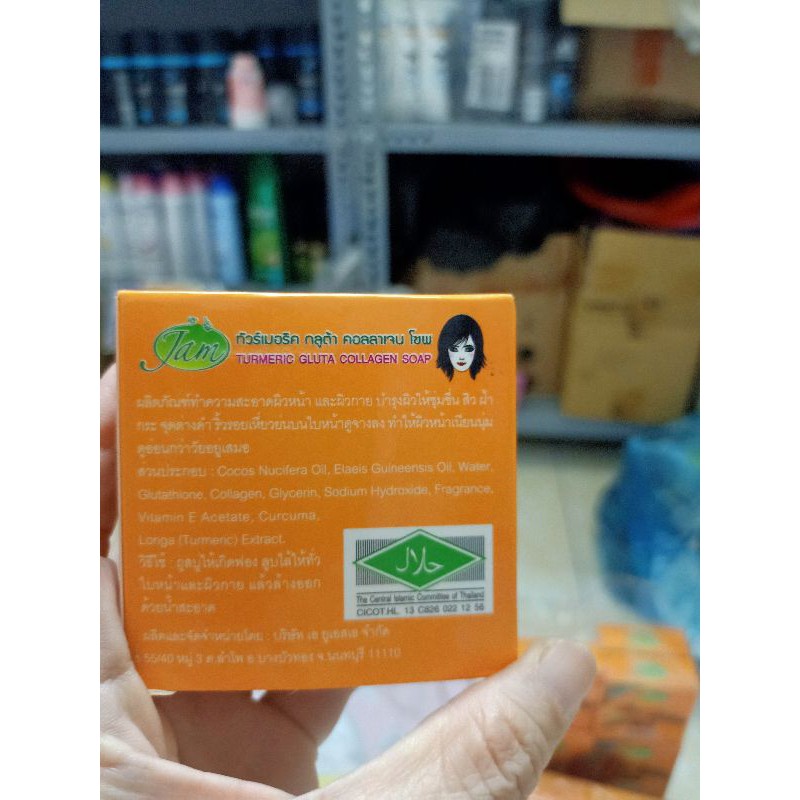 Jam
ทัวร์เมอริค กลูต้า คอลลาเจน โซพ
TURMERIC GLUTA COLLAGEN SOAP
ผลิตภัณฑ์ทำความสะอาดผิวหน้า และผิวกาย บำรุงผิวให้ชุ่มชื่น สิว ฝ้า
กระ จุดด่างดำ ริ้วรอยเหี่ยวย่นบนใบหน้าดูจางลง ทำให้ผิวหน้าเนียนนุ่ม
ดูอ่อนกว่าวัยอยู่เสมอ
ส่วนประกอบ : Cocos Nucifera Oil, Elaeis Guineensis Oil, Water,
Glutathione, Collagen, Glycerin, Sodium Hydroxide, Fragrance,
Vitamin E Acetate, Curcuma,
Longa (Turmeric) Extract.
วิธีใช้ : ถูสบู่ให้เกิดฟอง ลูบไล้ให้ทั่ว
ใบหน้าและผิวกาย แล้วล้างออก
ด้วยน้ำสะอาด
حلال
The Central Islamic Committee of Thailand
CICOT.HL. 13 C826 022 12 56
ผลิตและจัดจำหน่ายโดย : บริษัท เอ ยูเอสเอ จำกัด
55/40 หมู่ 3 ต.ลำโพ อ.บางบัวทอง จ.นนทบุรี 11110